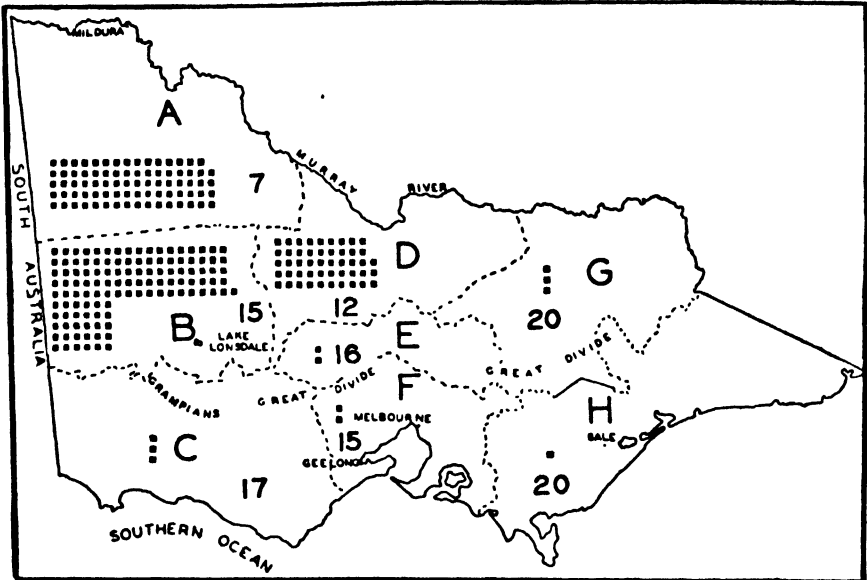 MILDURA
A
7
MURRAY
RIVER
SOUTH AUSTRALIA
D
12
G
20
B
15
LAKE
LONSDALE
E
16
GREAT DIVIDE
GRAMPIANS
GREAT DIVIDE
F
MELBOURNE
15
GEELONG
H
SALE
20
C
17
SOUTHERN OCEAN